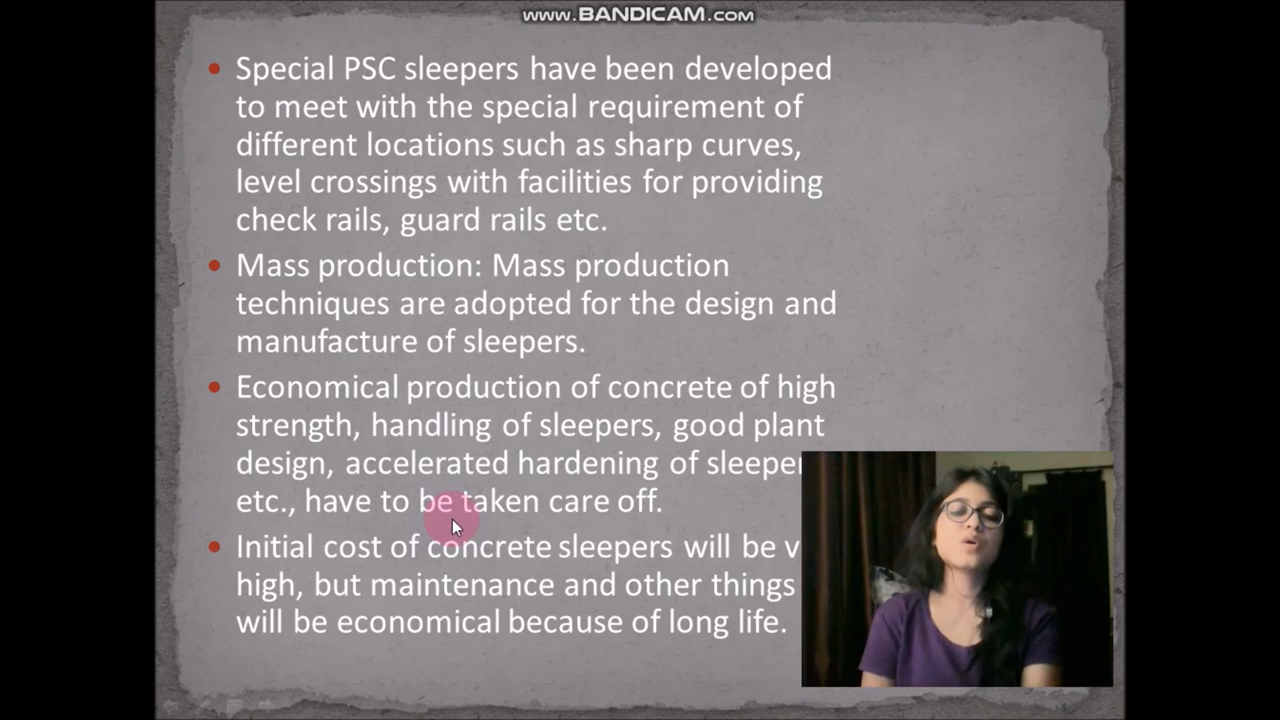 www.BANDICAM.com
Special PSC sleepers have been developed
to meet with the special requirement of
different locations such as sharp curves,
level crossings with facilities for providing
check rails, guard rails etc.
Mass production: Mass production
techniques are adopted for the design and
manufacture of sleepers.
Economical production of concrete of high
strength, handling of sleepers, good plant
design, accelerated hardening of sleeper
etc., have to be taken care off.
Initial cost of concrete sleepers will be v
high, but maintenance and other things
will be economical because of long life.